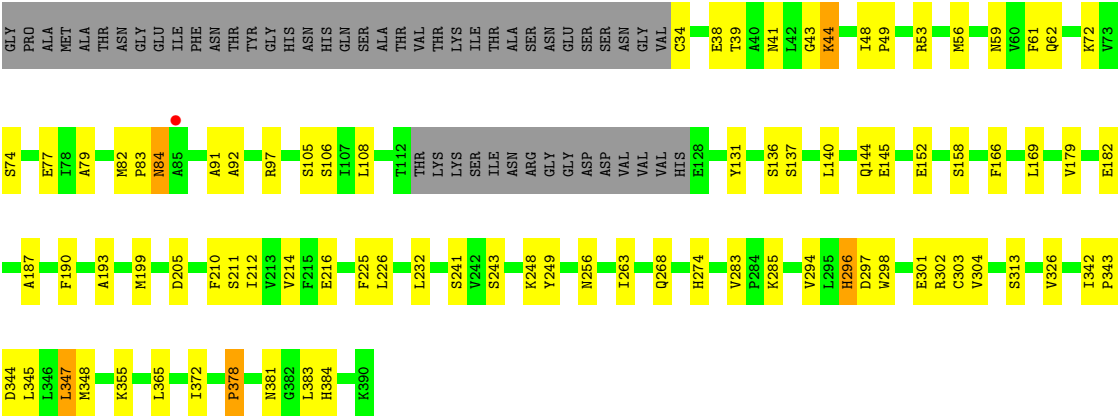 GLY PRO ALA MET ALA THR ASN GLY GLU ILE PHE ASN THR TYR GLY HIS ASN HIS GLN SER ALA THR VAL THR LYS ILE THR ALA SER ASN GLU SER SER ASN GLY VAL C34 E38 T39 A40 N41 L42 G43 K44 I48 P49 R53 M56 N59 V60 F61 Q62 K72 V73
S74 E77 I78 A79 M82 P83 N84 A85 A91 A92 R97 S105 S106 I107 L108 T112 THR LYS LYS SER ILE ASN ARG GLY GLY ASP ASP VAL VAL VAL HIS E128 Y131 S136 S137 L140 Q144 E145 E152 S158 F166 L169 V179 E182
A187 F190 A193 M199 D205 F210 S211 I212 V213 V214 F215 E216 F225 L226 L232 S241 V242 S243 K248 Y249 N256 I263 Q268 H274 V283 P284 K285 V294 L295 H296 D297 W298 E301 R302 C303 V304 S313 V326 I342 P343
D344 L345 L346 L347 M348 K355 L365 I372 P378 N381 G382 L383 H384 K390